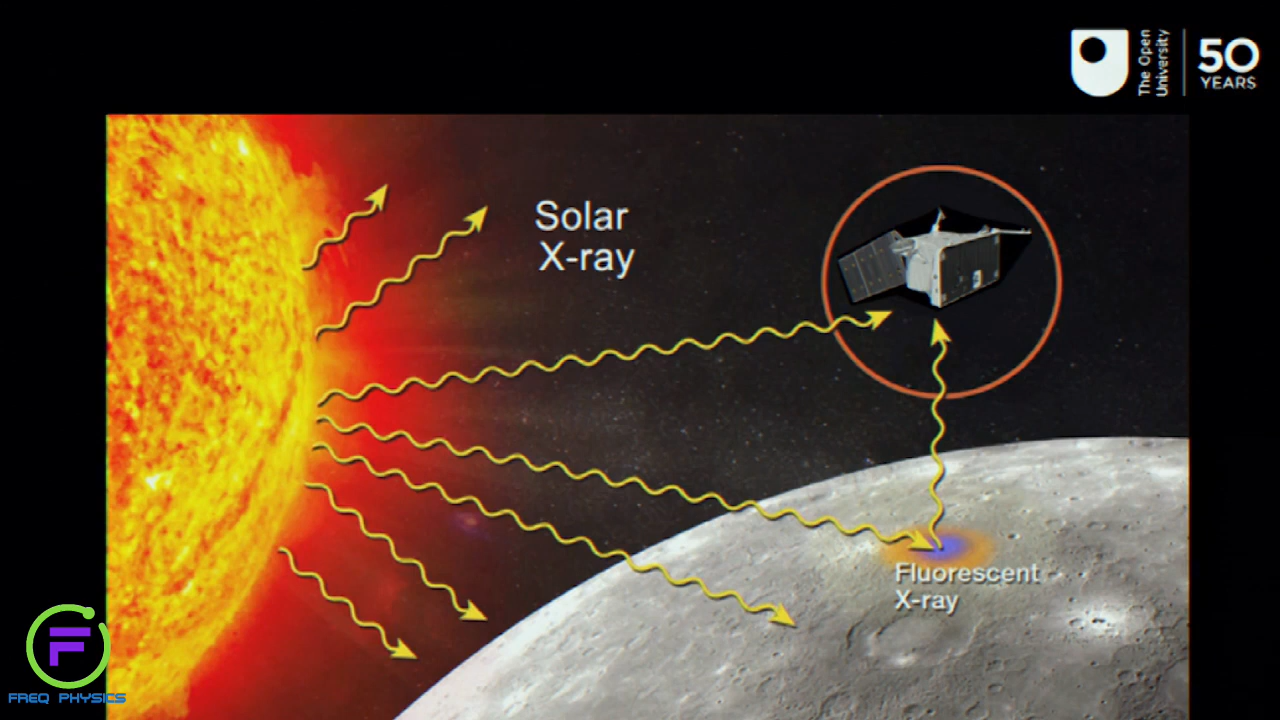 The Open
University
50
YEARS
Solar
X-ray
Fluorescent
X-ray
F
FREQ PHYSICS